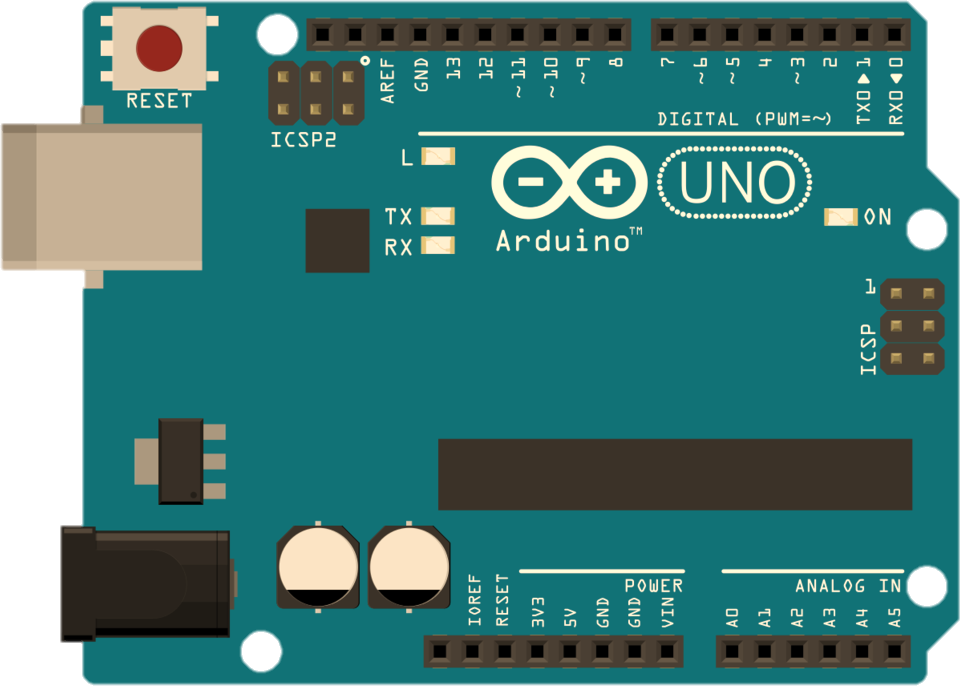 RESET
ICSP2
AREF
GND
13
12
~11
~10
~9
8
7
~6
~5
4
~3
2
TX0▶1
RX0◀0
DIGITAL (PWM=~)
L
TX
RX
Arduino™
UNO
ON
1
ICSP
POWER
ANALOG IN
IOREF
RESET
3V3
5V
GND
GND
VIN
A0
A1
A2
A3
A4
A5